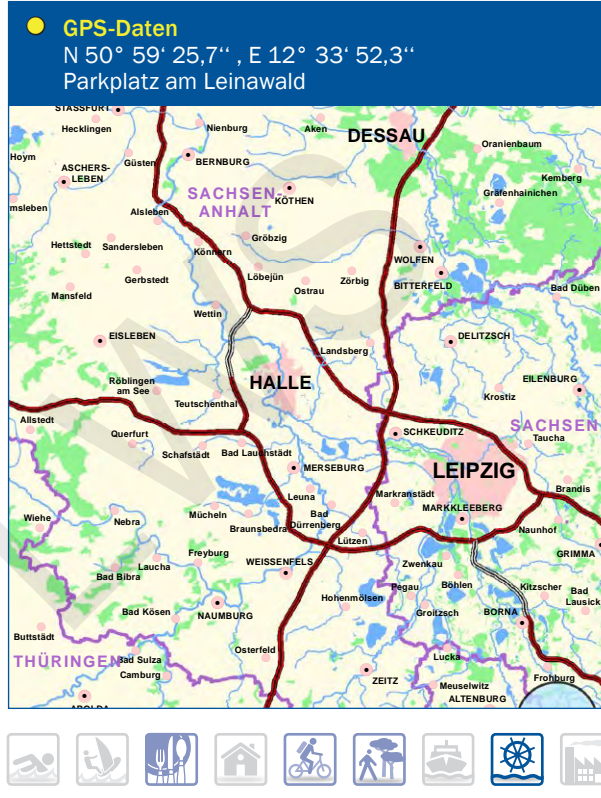 GPS-Daten
N 50° 59‘ 25,7‘‘ , E 12° 33‘ 52,3‘‘
Parkplatz am Leinawald
STASSFURT
Hecklingen
Nienburg
Aken
DESSAU
Oranienbaum
Hoym
ASCHERS-
LEBEN
Güsten
BERNBURG
Kemberg
Gräfenhainichen
SACHSEN-
ANHALT
KÖTHEN
msleben
Alsleben
Hettstedt
Sandersleben
Gröbzig
Könnern
WOLFEN
Gerbstedt
Löbejün
Zörbig
BITTERFELD
Ostrau
Bad Düben
Mansfeld
Wettin
EISLEBEN
DELITZSCH
Landsberg
Röblingen
am See
HALLE
EILENBURG
Krostiz
Teutschenthal
Allstedt
SACHSEN
Querfurt
SCHKEUDITZ
Taucha
Schafstädt
Bad Lauchstädt
MERSEBURG
LEIPZIG
Leuna
Markranstädt
Brandis
Wiehe
Nebra
Mücheln
Bad
Dürrenberg
MARKKLEEBERG
Braunsbedra
Naunhof
Lützen
Freyburg
GRIMMA
Laucha
WEISSENFELS
Zwenkau
Bad Bibra
Pegau
Böhlen
Kitzscher
Bad
Lausick
Hohenmölsen
Bad Kösen
NAUMBURG
Groitzsch
BORNA
Buttstädt
Osterfeld
Lucka
THÜRINGEN
Bad Sulza
Camburg
ZEITZ
Frohburg
Meuselwitz
ALTENBURG